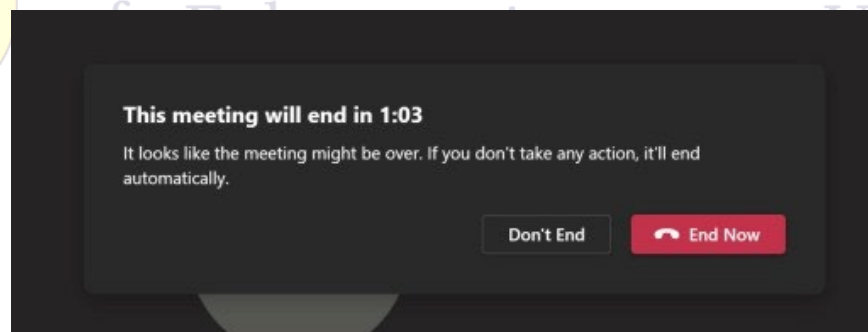 This meeting will end in 1:03
It looks like the meeting might be over. If you don't take any action, it'll end
automatically.
Don't End
End Now